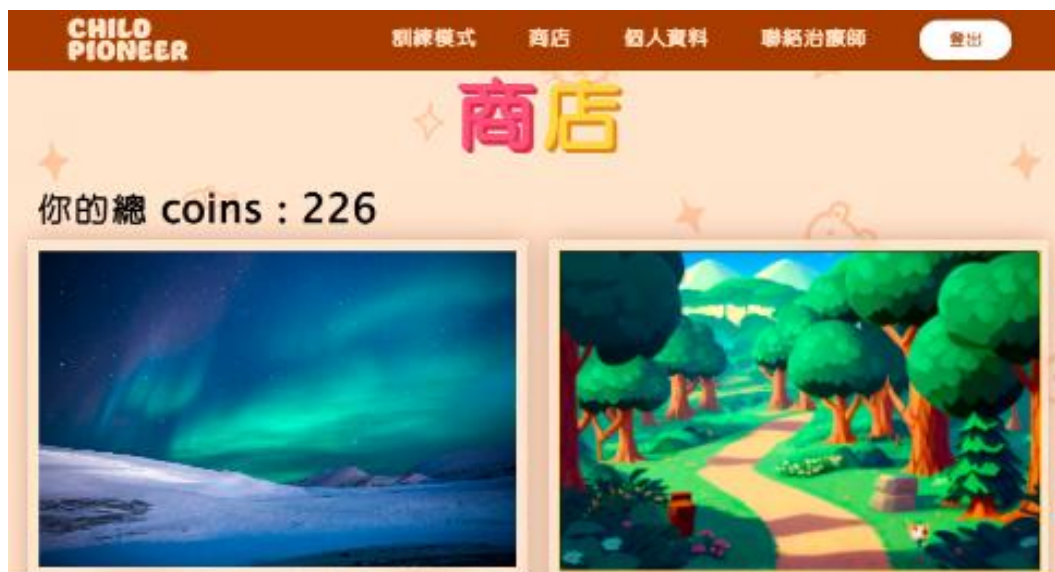 CHILD
PIONEER
訓練模式 商店 個人資料 聯絡治療師 登出
商店
你的總 coins : 226